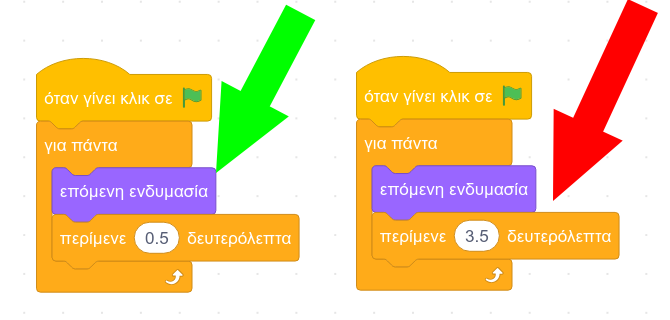 όταν γίνει κλικ σε
για πάντα
επόμενη ενδυμασία
περίμενε 0.5 δευτερόλεπτα
όταν γίνει κλικ σε
για πάντα
επόμενη ενδυμασία
περίμενε 3.5 δευτερόλεπτα